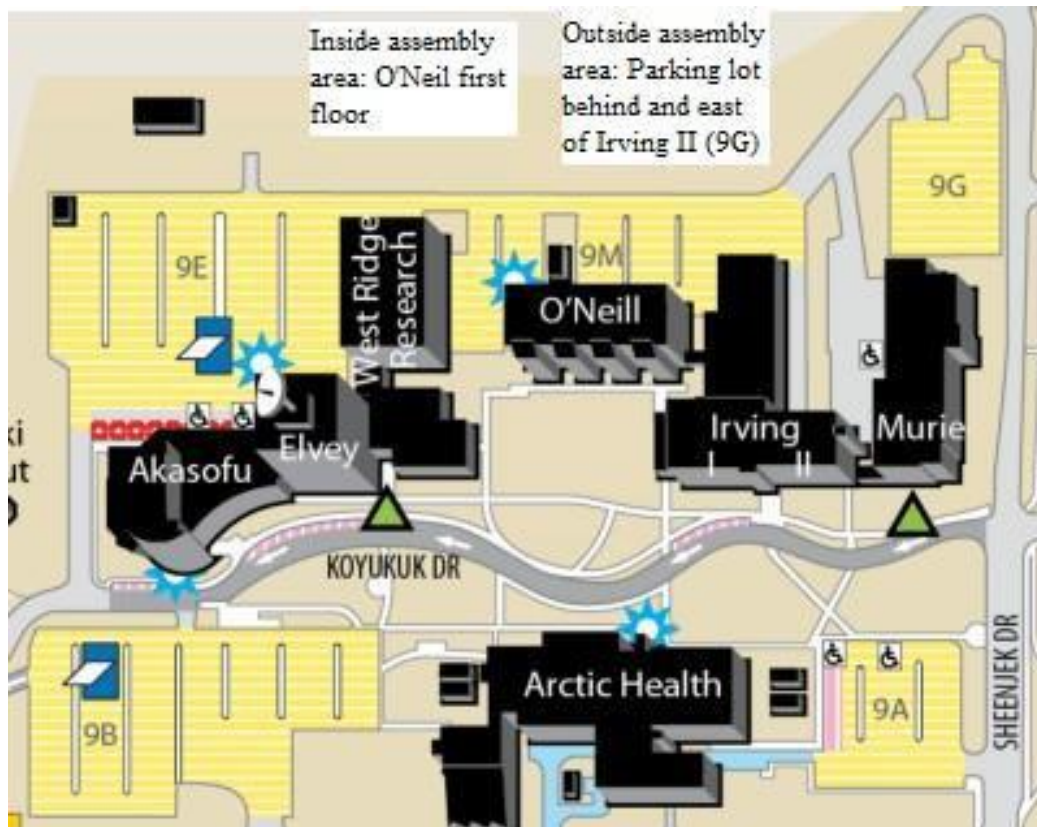 Inside assembly
area: O'Neil first
floor
Outside assembly
area: Parking lot
behind and east
of Irving II (9G)
9G
9E
9M
West Ridge
Research
O'Neill
Irving
I II
Murie
Elvey
Akasofu
ki
ut
KOYUKUK DR
SHEENJEK DR
Arctic Health
9B
9A